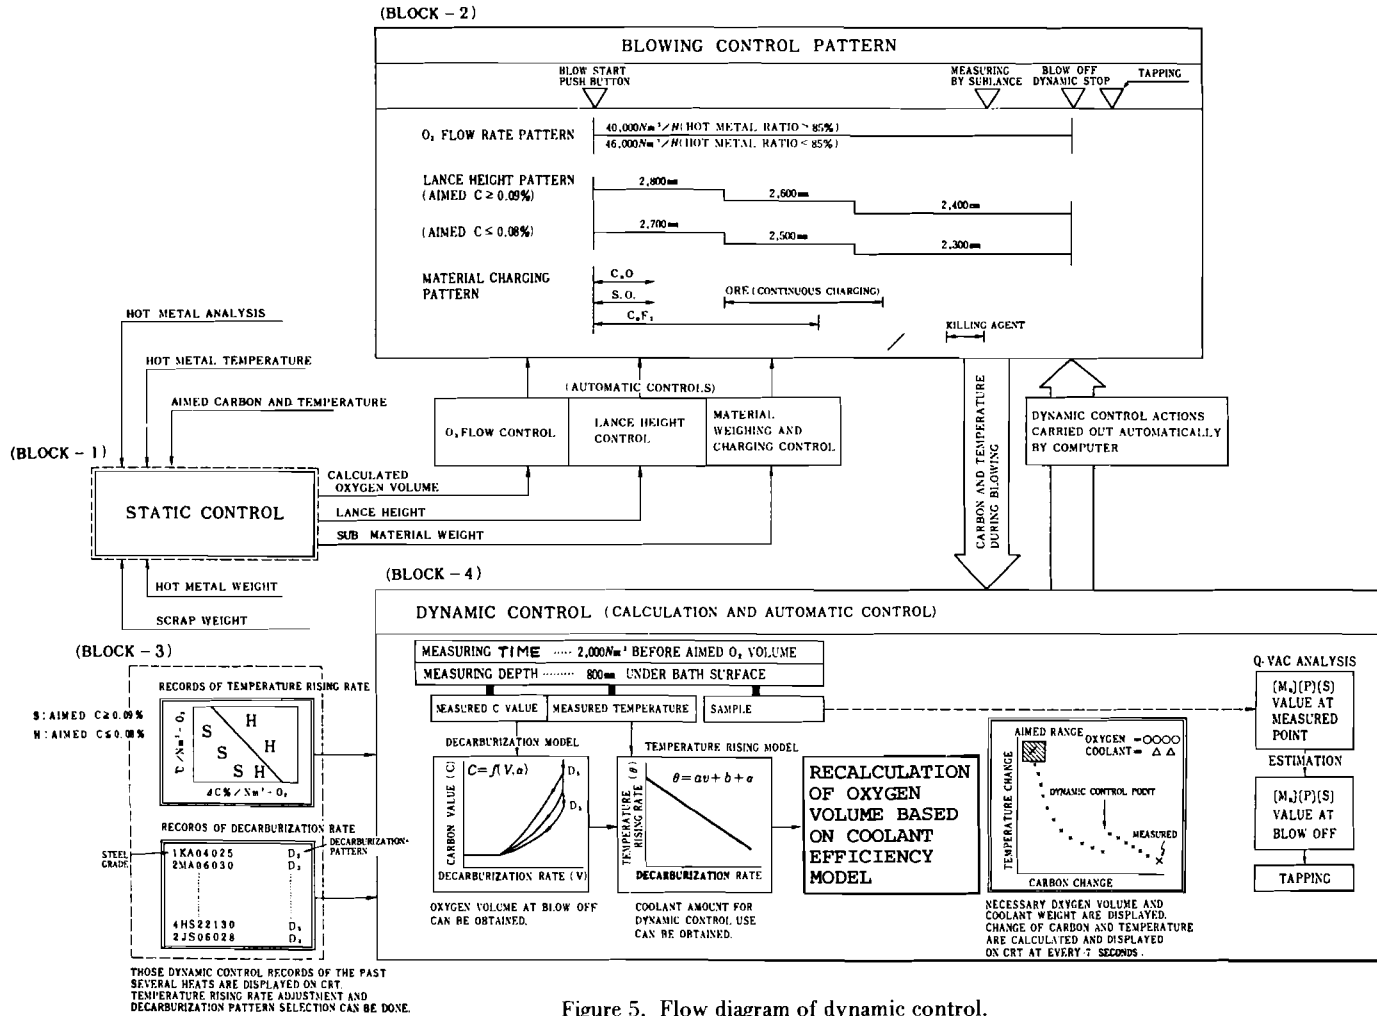 (BLOCK - 2)
BLOWING CONTROL PATTERN
BLOW START
PUSH BUTTON
MEASURING
BY SUBLANCE
BLOW OFF
DYNAMIC STOP
TAPPING
O₂ FLOW RATE PATTERN
40,000Nm³/H(HOT METAL RATIO > 85%)
46,000Nm³/H(HOT METAL RATIO < 85%)
LANCE HEIGHT PATTERN
(AIMED C ≥ 0.09%)
2,800mm
2,600mm
2,400mm
(AIMED C ≤ 0.08%)
2,700mm
2,500mm
2,300mm
MATERIAL CHARGING
PATTERN
CₐO
S.O.
CₐF₂
ORE (CONTINUOUS CHARGING)
KILLING AGENT
HOT METAL ANALYSIS
HOT METAL TEMPERATURE
AIMED CARBON AND TEMPERATURE
(BLOCK - 1)
STATIC CONTROL
CALCULATED
OXYGEN VOLUME
LANCE HEIGHT
SUB MATERIAL WEIGHT
HOT METAL WEIGHT
SCRAP WEIGHT
(AUTOMATIC CONTROLS)
O₂ FLOW CONTROL
LANCE HEIGHT
CONTROL
MATERIAL
WEIGHING AND
CHARGING CONTROL
CARBON AND TEMPERATURE
DURING BLOWING
DYNAMIC CONTROL ACTIONS
CARRIED OUT AUTOMATICALLY
BY COMPUTER
(BLOCK - 3)
RECORDS OF TEMPERATURE RISING RATE
S : AIMED C ≥ 0.09%
H : AIMED C ≤ 0.08%
°C/Nm³-O₂
S
H
S
H
S H
ΔC%/Nm³-O₂
RECORDS OF DECARBURIZATION RATE
STEEL
GRADE
DECARBURIZATION-
PATTERN
1KA04025 D₃
2MA06030 D₃
4HS22130
2JS06028
THOSE DYNAMIC CONTROL RECORDS OF THE PAST
SEVERAL HEATS ARE DISPLAYED ON CRT.
TEMPERATURE RISING RATE ADJUSTMENT AND
DECARBURIZATION PATTERN SELECTION CAN BE DONE.
(BLOCK - 4)
DYNAMIC CONTROL (CALCULATION AND AUTOMATIC CONTROL)
MEASURING TIME ····· 2,000Nm³ BEFORE AIMED O₂ VOLUME
MEASURING DEPTH ········ 800mm UNDER BATH SURFACE
MEASURED C VALUE
MEASURED TEMPERATURE
SAMPLE
DECARBURIZATION MODEL
CARBON VALUE (C)
C=f(V,α)
DECARBURIZATION RATE (V)
OXYGEN VOLUME AT BLOW OFF
CAN BE OBTAINED.
TEMPERATURE RISING MODEL
TEMPERATURE
RISING RATE (θ)
θ=av+b+α
DECARBURIZATION RATE
COOLANT AMOUNT FOR
DYNAMIC CONTROL USE
CAN BE OBTAINED.
RECALCULATION
OF OXYGEN
VOLUME BASED
ON COOLANT
EFFICIENCY
MODEL
AIMED RANGE
OXYGEN =○○○○
COOLANT = △ △
TEMPERATURE CHANGE
DYNAMIC CONTROL
POINT
MEASURED
CARBON CHANGE
NECESSARY OXYGEN VOLUME AND
COOLANT WEIGHT ARE DISPLAYED.
CHANGE OF CARBON AND TEMPERATURE
ARE CALCULATED AND DISPLAYED
ON CRT AT EVERY 7 SECONDS.
Q-VAC ANALYSIS
(Mₙ)(P)(S)
VALUE AT
MEASURED
POINT
ESTIMATION
(Mₙ)(P)(S)
VALUE AT
BLOW OFF
TAPPING
Figure 5. Flow diagram of dynamic control.